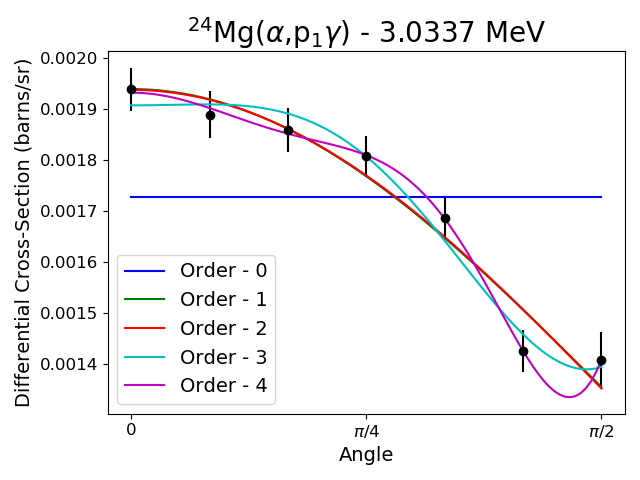 ²⁴Mg(α,p₁γ) - 3.0337 MeV
Differential Cross-Section (barns/sr)
0.0020
0.0019
0.0018
0.0017
0.0016
0.0015
0.0014
Order - 0
Order - 1
Order - 2
Order - 3
Order - 4
0 π/4 π/2
Angle